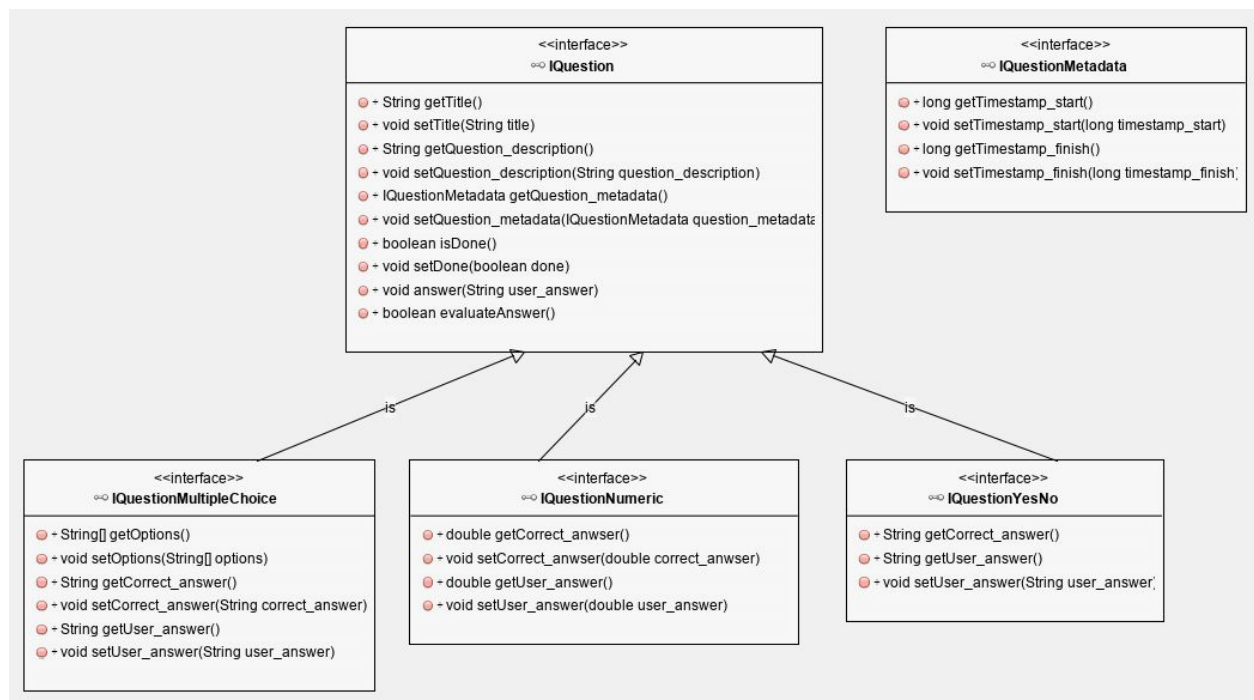 <<interface>>
IQuestion
+ String getTitle()
+ void setTitle(String title)
+ String getQuestion_description()
+ void setQuestion_description(String question_description)
+ IQuestionMetadata getQuestion_metadata()
+ void setQuestion_metadata(IQuestionMetadata question_metadata
+ boolean isDone()
+ void setDone(boolean done)
+ void answer(String user_answer)
+ boolean evaluateAnswer()
<<interface>>
IQuestionMetadata
+ long getTimestamp_start()
+ void setTimestamp_start(long timestamp_start)
+ long getTimestamp_finish()
+ void setTimestamp_finish(long timestamp_finish)
is
is
is
<<interface>>
IQuestionMultipleChoice
+ String[] getOptions()
+ void setOptions(String[] options)
+ String getCorrect_answer()
+ void setCorrect_answer(String correct_answer)
+ String getUser_answer()
+ void setUser_answer(String user_answer)
<<interface>>
IQuestionNumeric
+ double getCorrect_anwser()
+ void setCorrect_anwser(double correct_anwser)
+ double getUser_answer()
+ void setUser_answer(double user_answer)
<<interface>>
IQuestionYesNo
+ String getCorrect_answer()
+ String getUser_answer()
+ void setUser_answer(String user_answer)